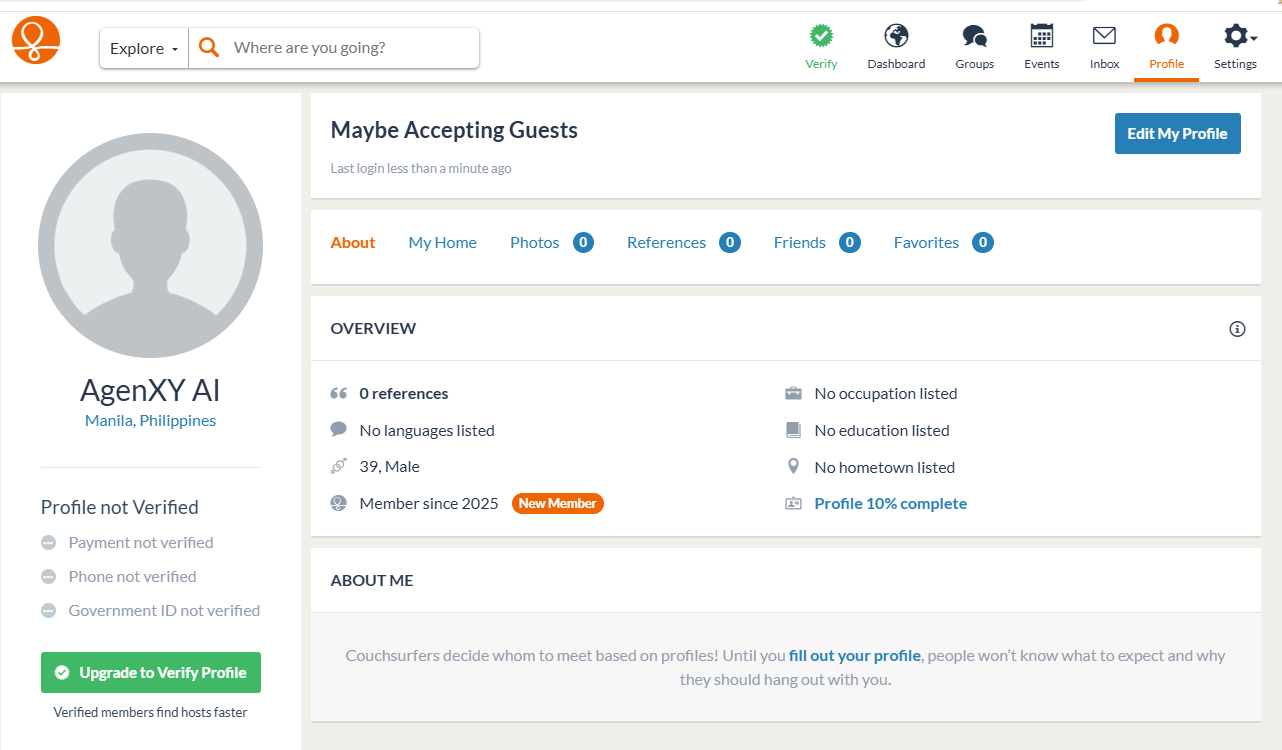 Explore
Where are you going?
Verify
Dashboard
Groups
Events
Inbox
Profile
Settings
AgenXY AI
Manila, Philippines
Profile not Verified
Payment not verified
Phone not verified
Government ID not verified
Upgrade to Verify Profile
Verified members find hosts faster
Maybe Accepting Guests
Last login less than a minute ago
Edit My Profile
About
My Home
Photos 0
References 0
Friends 0
Favorites 0
OVERVIEW
0 references
No languages listed
39, Male
Member since 2025 New Member
No occupation listed
No education listed
No hometown listed
Profile 10% complete
ABOUT ME
Couchsurfers decide whom to meet based on profiles! Until you fill out your profile, people won’t know what to expect and why
they should hang out with you.